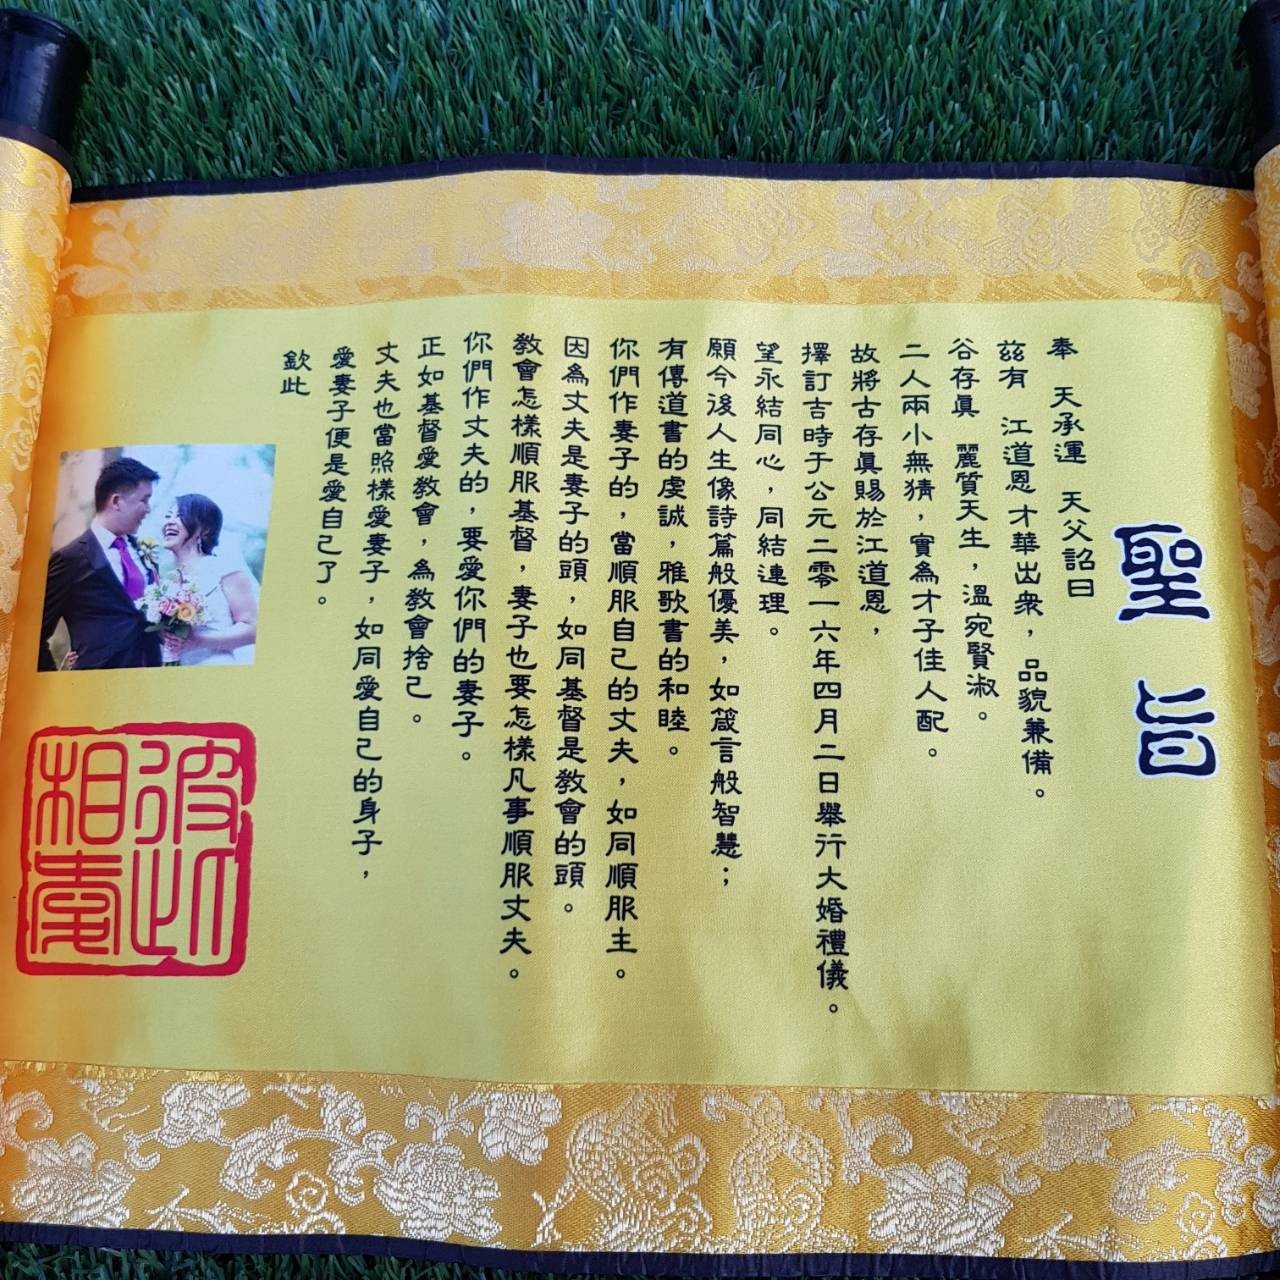 聖旨
奉 天承運 天父詔曰
茲有 江道恩才華出衆，品貌兼備。
谷存眞 麗質天生，溫宛賢淑。
二人兩小無猜，實為才子佳人配。
故將古存眞賜於江道恩，
擇訂吉時于公元二零一六年四月二日舉行大婚禮儀。
望永結同心，同結連理。
願今後人生像詩篇般優美，如箴言般智慧；
有傳道書的虔誠，雅歌書的和睦。
你們作妻子的，當順服自己的丈夫，如同順服主。
因為丈夫是妻子的頭，如同基督是教會的頭。
教會怎樣順服基督，妻子也要怎樣凡事順服丈夫。
你們作丈夫的，要愛你們的妻子。
正如基督愛教會，為教會捨己。
丈夫也當照樣愛妻子，如同愛自己的身子，
愛妻子便是愛自己了。
欽此
彼此
相愛